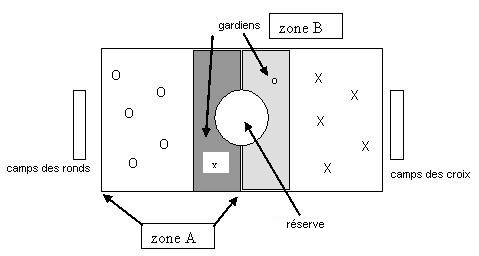 gardiens
zone B
O
O
O
O
O
o
x
X
X
X
X
X
camps des ronds
camps des croix
zone A
réserve